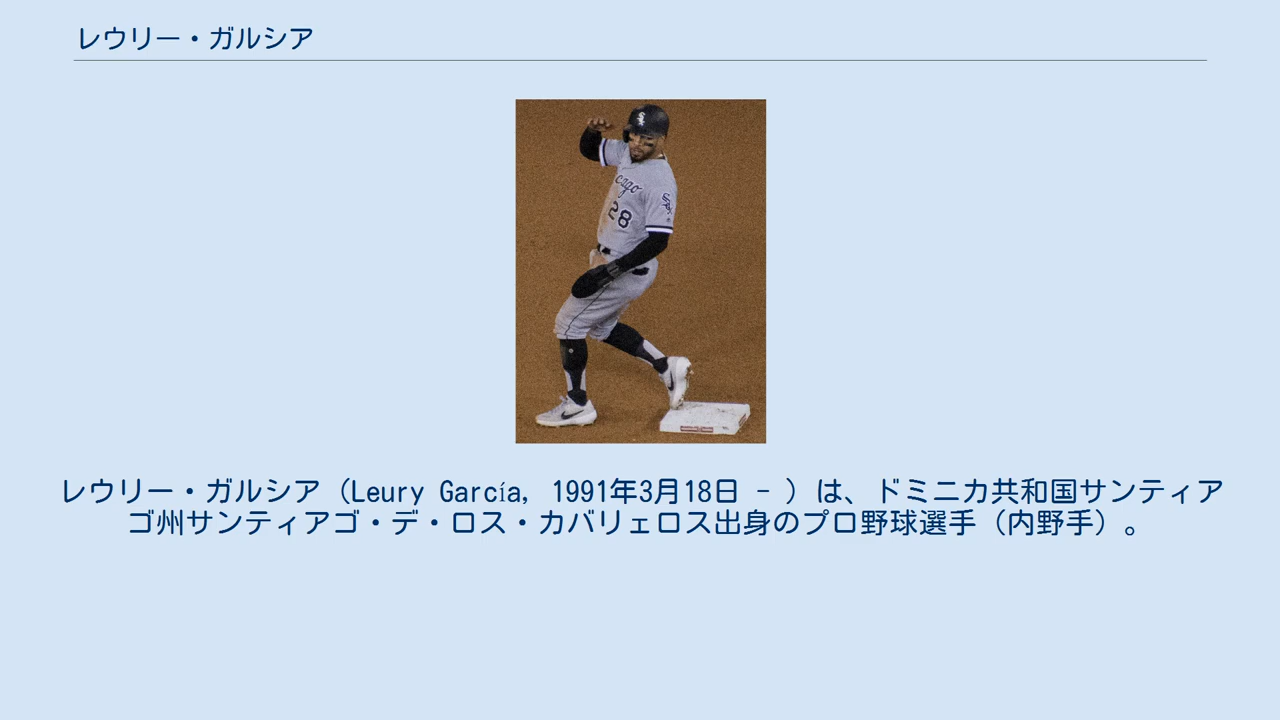 レウリー・ガルシア
cago
28
レウリー・ガルシア（Leury García, 1991年3月18日 - ）は、ドミニカ共和国サンティア
ゴ州サンティアゴ・デ・ロス・カバリェロス出身のプロ野球選手（内野手）。